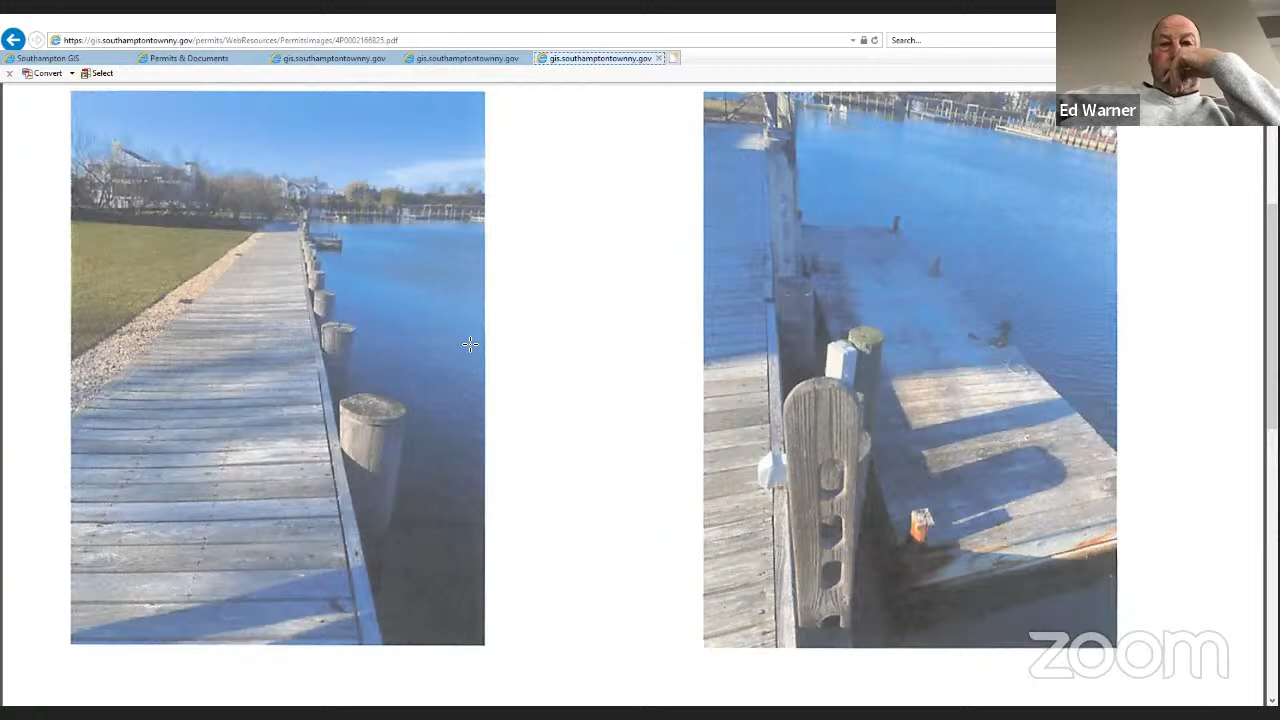 https://gis.southamptontownny.gov/permits/WebResources/PermitsImages/4P0002166825.pdf
Search...
Southampton GIS
Permits & Documents
gis.southamptontownny.gov
gis.southamptontownny.gov
gis.southamptontownny.gov
Convert
Select
Ed Warner
zoom